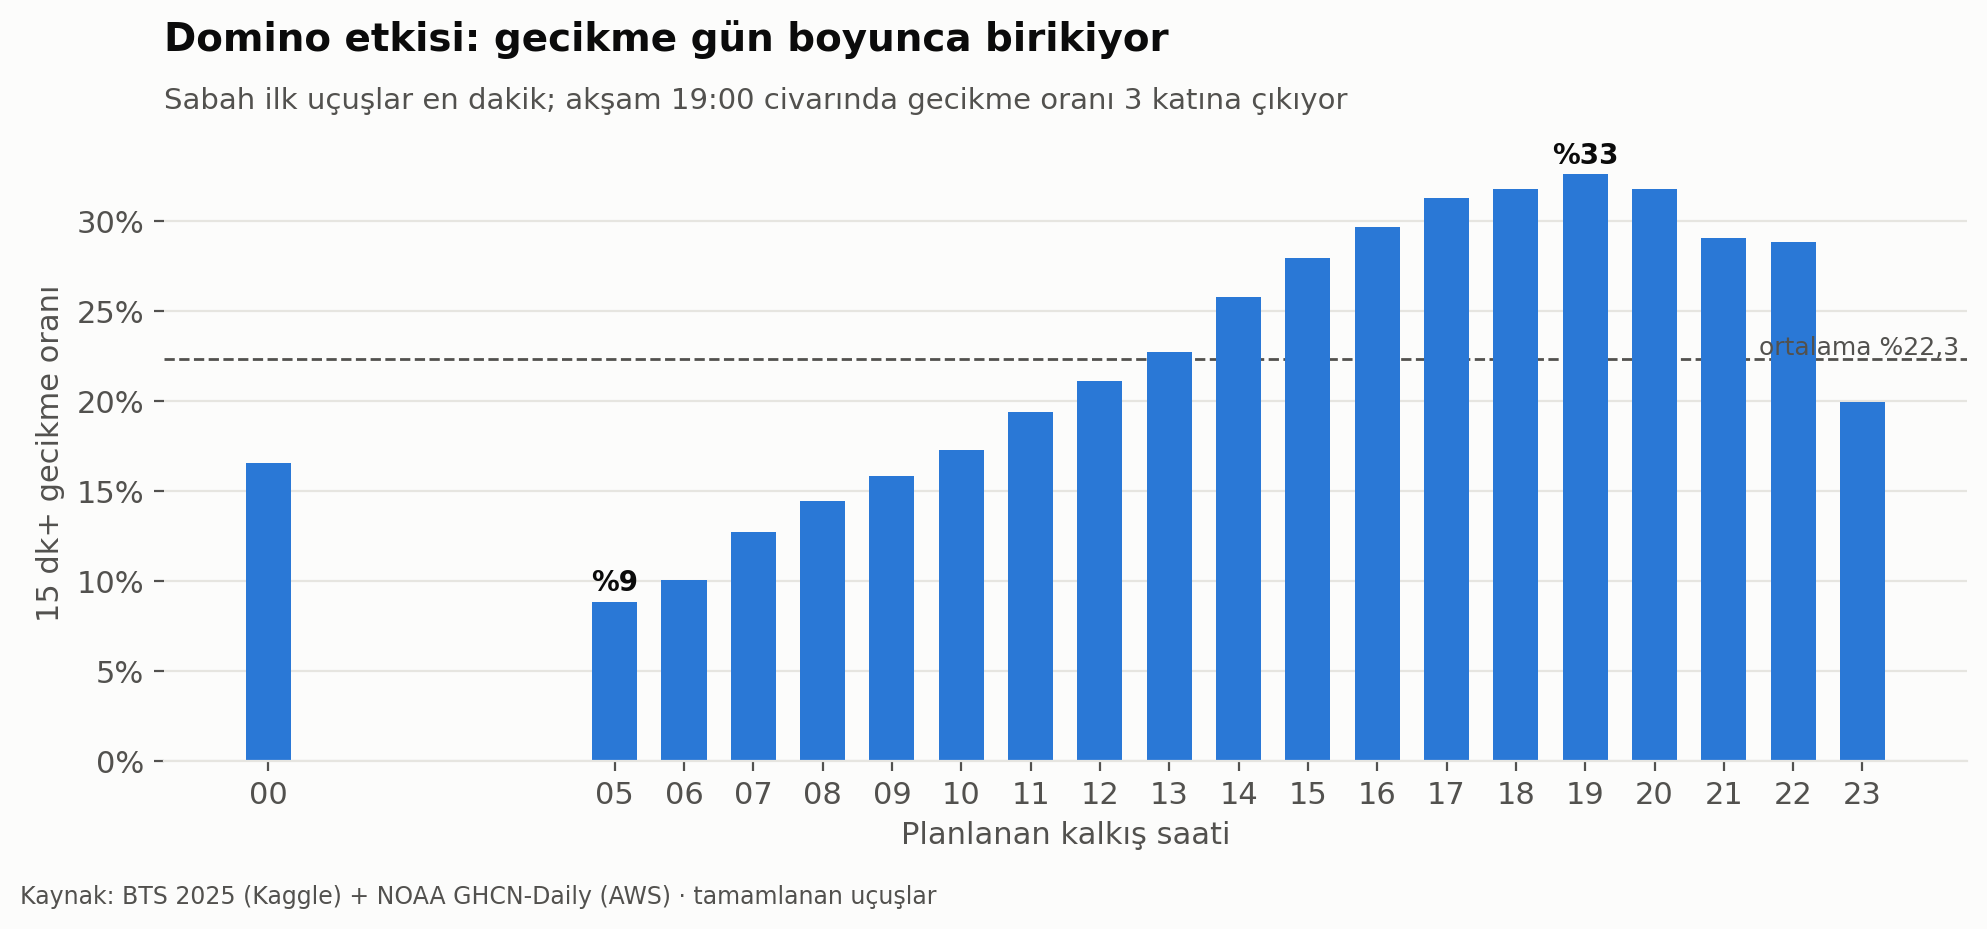 Domino etkisi: gecikme gün boyunca birikiyor
Sabah ilk uçuşlar en dakik; akşam 19:00 civarında gecikme oranı 3 katına çıkıyor
15 dk+ gecikme oranı
30%
25%
20%
15%
10%
5%
0%
%9
%33
ortalama %22,3
00 05 06 07 08 09 10 11 12 13 14 15 16 17 18 19 20 21 22 23
Planlanan kalkış saati
Kaynak: BTS 2025 (Kaggle) + NOAA GHCN-Daily (AWS) · tamamlanan uçuşlar